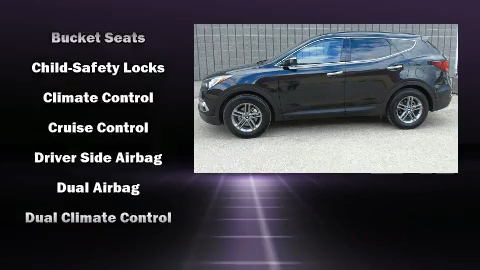 Bucket Seats
Child-Safety Locks
Climate Control
Cruise Control
Driver Side Airbag
Dual Airbag
Dual Climate Control